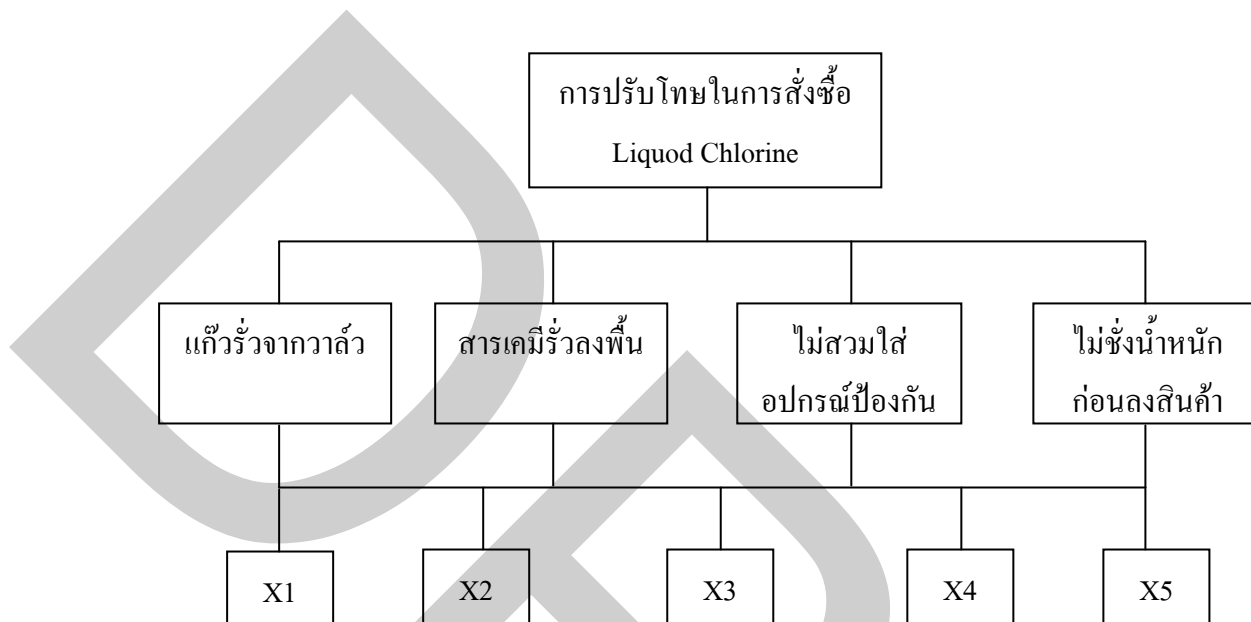 การปรับโทษในการสั่งซื้อ
Liquod Chlorine
แก๊วรั่วจากวาล์ว
สารเคมีรั่วลงพื้น
ไม่สวมใส่
อุปกรณ์ป้องกัน
ไม่ชั่งน้ำหนัก
ก่อนลงสินค้า
X1
X2
X3
X4
X5